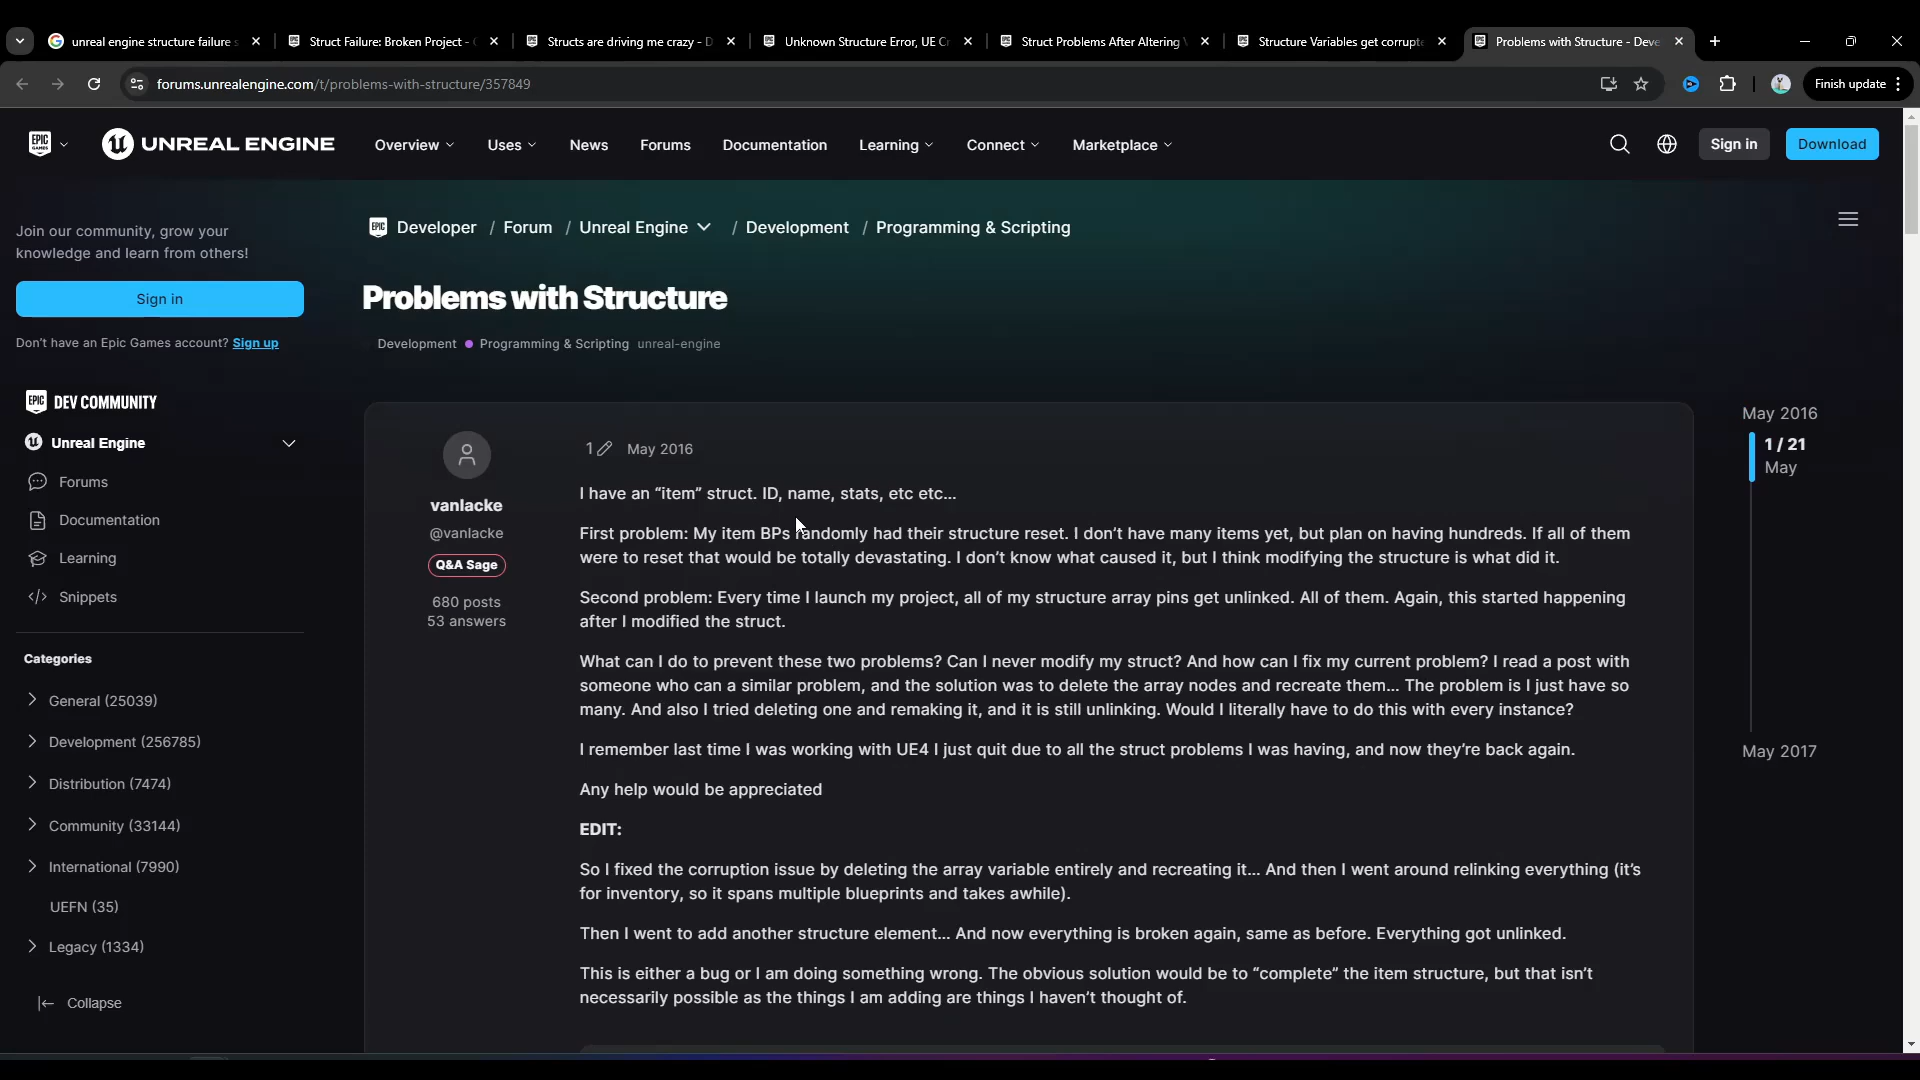 unreal engine structure failure s
Struct Failure: Broken Project -
Structs are driving me crazy - D
Unknown Structure Error, UE Cr
Struct Problems After Altering
Structure Variables get corrupte
Problems with Structure - Deve
forums.unrealengine.com/t/problems-with-structure/357849
Finish update
EPIC GAMES
UNREAL ENGINE
Overview
Uses
News
Forums
Documentation
Learning
Connect
Marketplace
Sign in
Download
Join our community, grow your
knowledge and learn from others!
Sign in
Don't have an Epic Games account? Sign up
EPIC DEV COMMUNITY
Unreal Engine
Forums
Documentation
Learning
Snippets
Categories
General (25039)
Development (256785)
Distribution (7474)
Community (33144)
International (7990)
UEFN (35)
Legacy (1334)
Collapse
EPIC Developer / Forum / Unreal Engine / Development / Programming & Scripting
Problems with Structure
Development Programming & Scripting unreal-engine
vanlacke
@vanlacke
Q&A Sage
680 posts
53 answers
1 May 2016
I have an “item” struct. ID, name, stats, etc etc…
First problem: My item BPs randomly had their structure reset. I don’t have many items yet, but plan on having hundreds. If all of them
were to reset that would be totally devastating. I don’t know what caused it, but I think modifying the structure is what did it.
Second problem: Every time I launch my project, all of my structure array pins get unlinked. All of them. Again, this started happening
after I modified the struct.
What can I do to prevent these two problems? Can I never modify my struct? And how can I fix my current problem? I read a post with
someone who can a similar problem, and the solution was to delete the array nodes and recreate them… The problem is I just have so
many. And also I tried deleting one and remaking it, and it is still unlinking. Would I literally have to do this with every instance?
I remember last time I was working with UE4 I just quit due to all the struct problems I was having, and now they’re back again.
Any help would be appreciated
EDIT:
So I fixed the corruption issue by deleting the array variable entirely and recreating it… And then I went around relinking everything (it’s
for inventory, so it spans multiple blueprints and takes awhile).
Then I went to add another structure element… And now everything is broken again, same as before. Everything got unlinked.
This is either a bug or I am doing something wrong. The obvious solution would be to “complete” the item structure, but that isn’t
necessarily possible as the things I am adding are things I haven’t thought of.
May 2016
1 / 21
May
May 2017